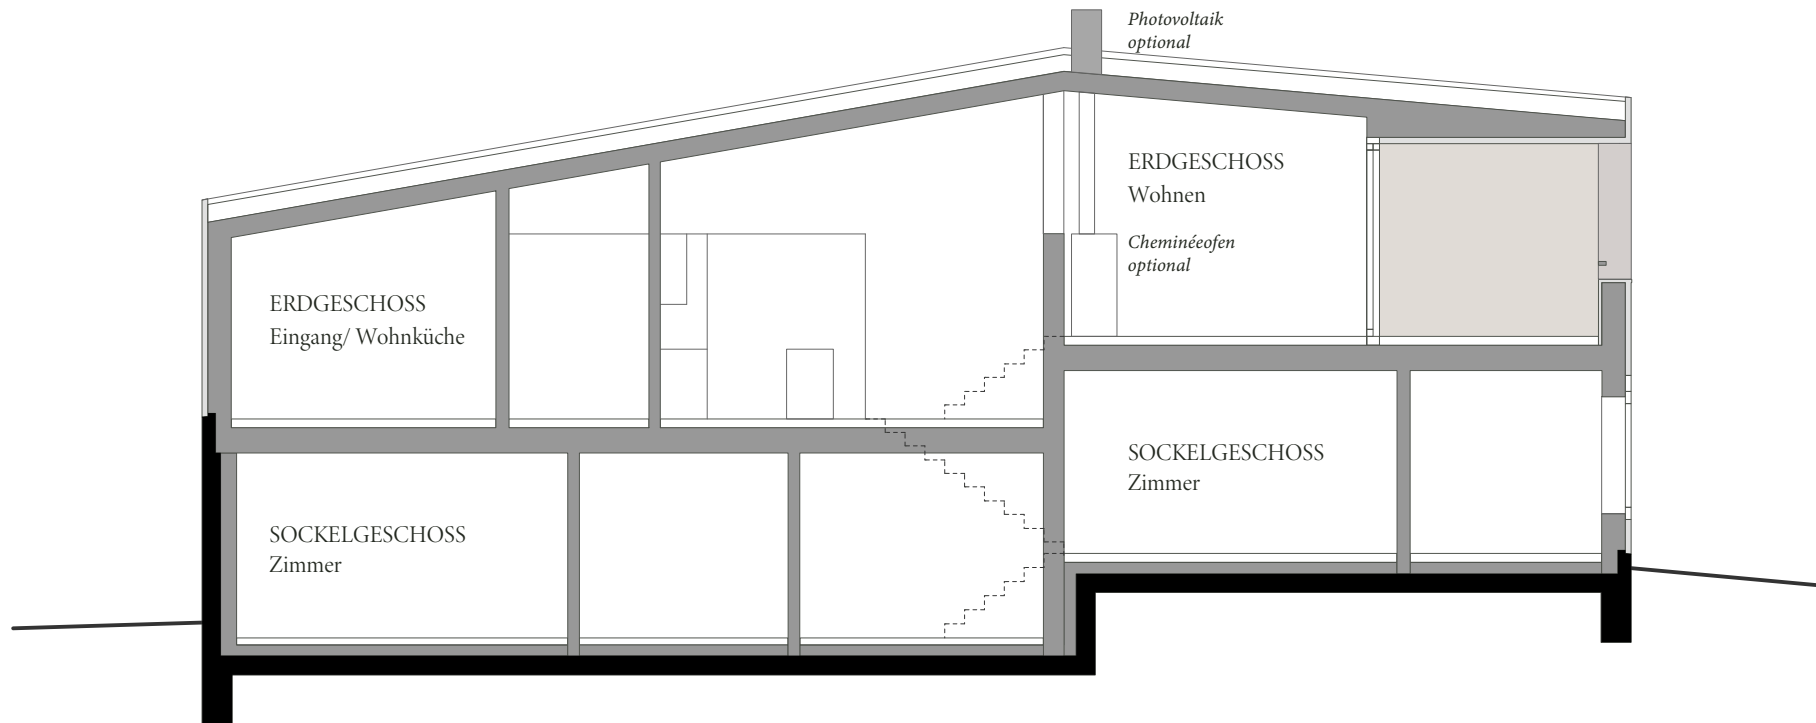 Photovoltaik
optional
ERDGESCHOSS
Wohnen
Cheminéeofen
optional
ERDGESCHOSS
Eingang/ Wohnküche
SOCKELGESCHOSS
Zimmer
SOCKELGESCHOSS
Zimmer